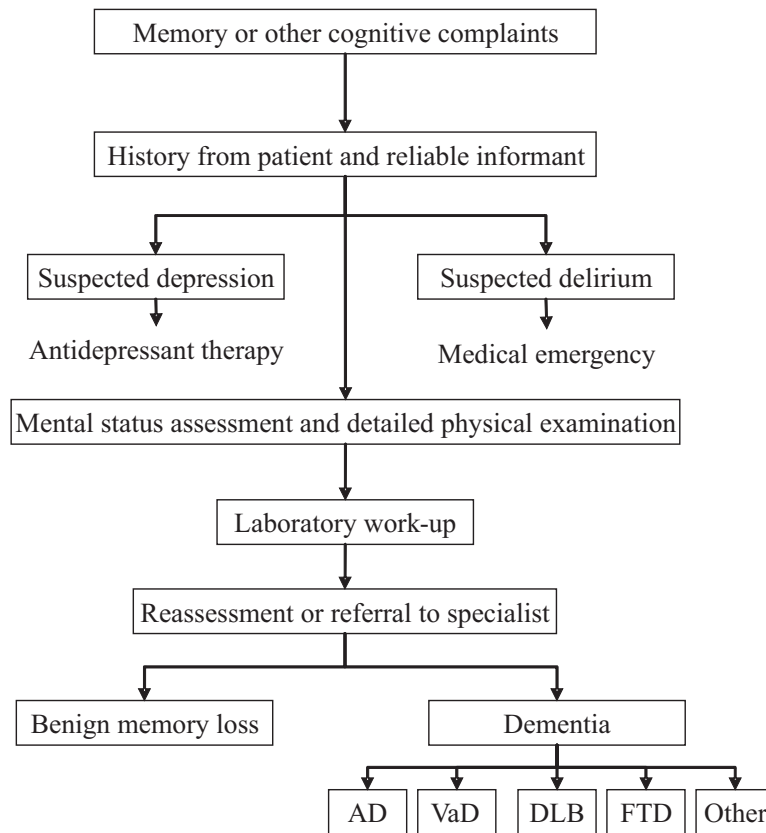 Memory or other cognitive complaints
History from patient and reliable informant
Suspected depression
Suspected delirium
Antidepressant therapy
Medical emergency
Mental status assessment and detailed physical examination
Laboratory work-up
Reassessment or referral to specialist
Benign memory loss
Dementia
AD
VaD
DLB
FTD
Other